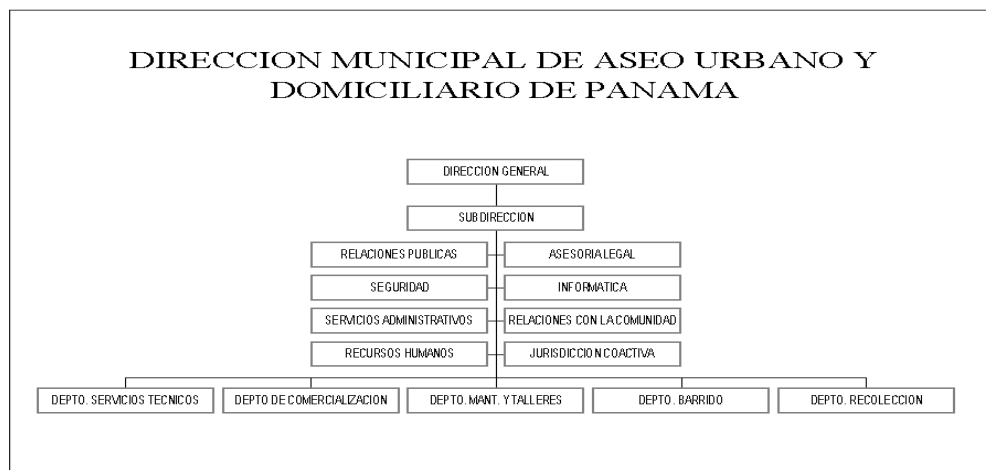 DIRECCION MUNICIPAL DE ASEO URBANO Y
DOMICILIARIO DE PANAMA
DIRECCION GENERAL
SUBDIRECCION
RELACIONES PUBLICAS
ASESORIA LEGAL
SEGURIDAD
INFORMATICA
SERVICIOS ADMINISTRATIVOS
RELACIONES CON LA COMUNIDAD
RECURSOS HUMANOS
JURISDICCION COACTIVA
DEPTO. SERVICIOS TECNICOS
DEPTO DE COMERCIALIZACION
DEPTO. MANT. Y TALLERES
DEPTO. BARRIDO
DEPTO. RECOLECCION